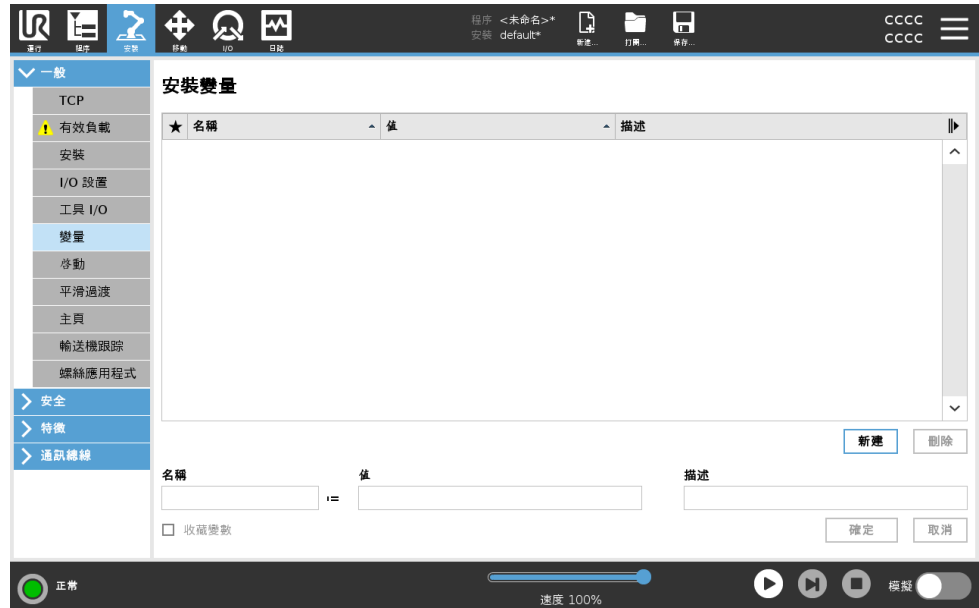 UR
運行
程序
安裝
移動
I/O
日誌
程序 <未命名>*
安裝 default*
新建...
打開...
保存...
CCCC
CCCC
一般
TCP
有效負載
安裝
I/O 設置
工具 I/O
變量
啓動
平滑過渡
主頁
輸送機跟踪
螺絲應用程式
安全
特徵
通訊總線
安裝變量
名稱
值
描述
新建
刪除
名稱
值
描述
:=
收藏變數
確定
取消
正常
速度 100%
模擬